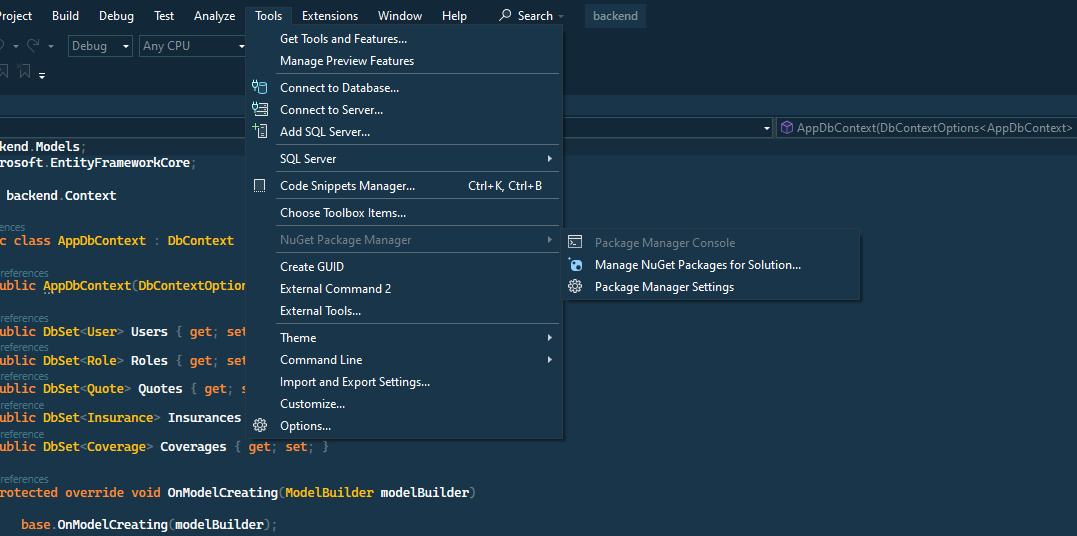 Project Build Debug Test Analyze Tools Extensions Window Help Search backend
Debug Any CPU
AppDbContext(DbContextOptions<AppDbContext>
Get Tools and Features...
Manage Preview Features
Connect to Database...
Connect to Server...
Add SQL Server...
SQL Server
Code Snippets Manager... Ctrl+K, Ctrl+B
Choose Toolbox Items...
NuGet Package Manager
Create GUID
External Command 2
External Tools...
Theme
Command Line
Import and Export Settings...
Customize...
Options...
Package Manager Console
Manage NuGet Packages for Solution...
Package Manager Settings
kend.Models;
rosoft.EntityFrameworkCore;
backend.Context
ences
c class AppDbContext : DbContext
references
ublic AppDbContext(DbContextOption
references
ublic DbSet<User> Users { get; set
references
ublic DbSet<Role> Roles { get; set
references
ublic DbSet<Quote> Quotes { get; s
reference
ublic DbSet<Insurance> Insurances
reference
ublic DbSet<Coverage> Coverages { get; set; }
references
rotected override void OnModelCreating(ModelBuilder modelBuilder)
base.OnModelCreating(modelBuilder);